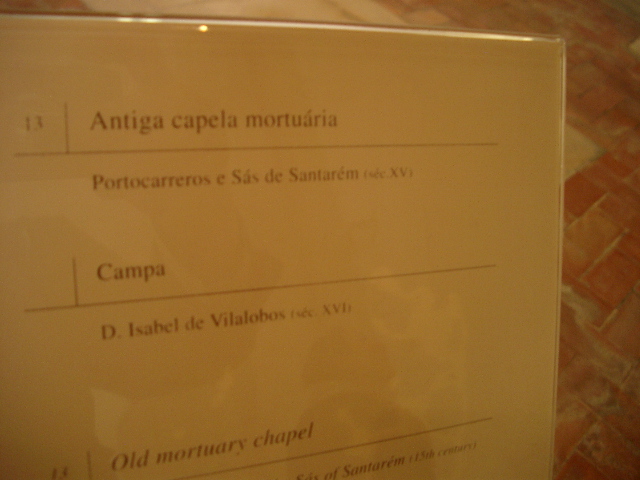 13 Antiga capela mortuária
Portocarreros e Sás de Santarém (séc.XV)
Campa
D. Isabel de Vilalobos (séc. XVI)
13 Old mortuary chapel
Sás of Santarém (15th century)